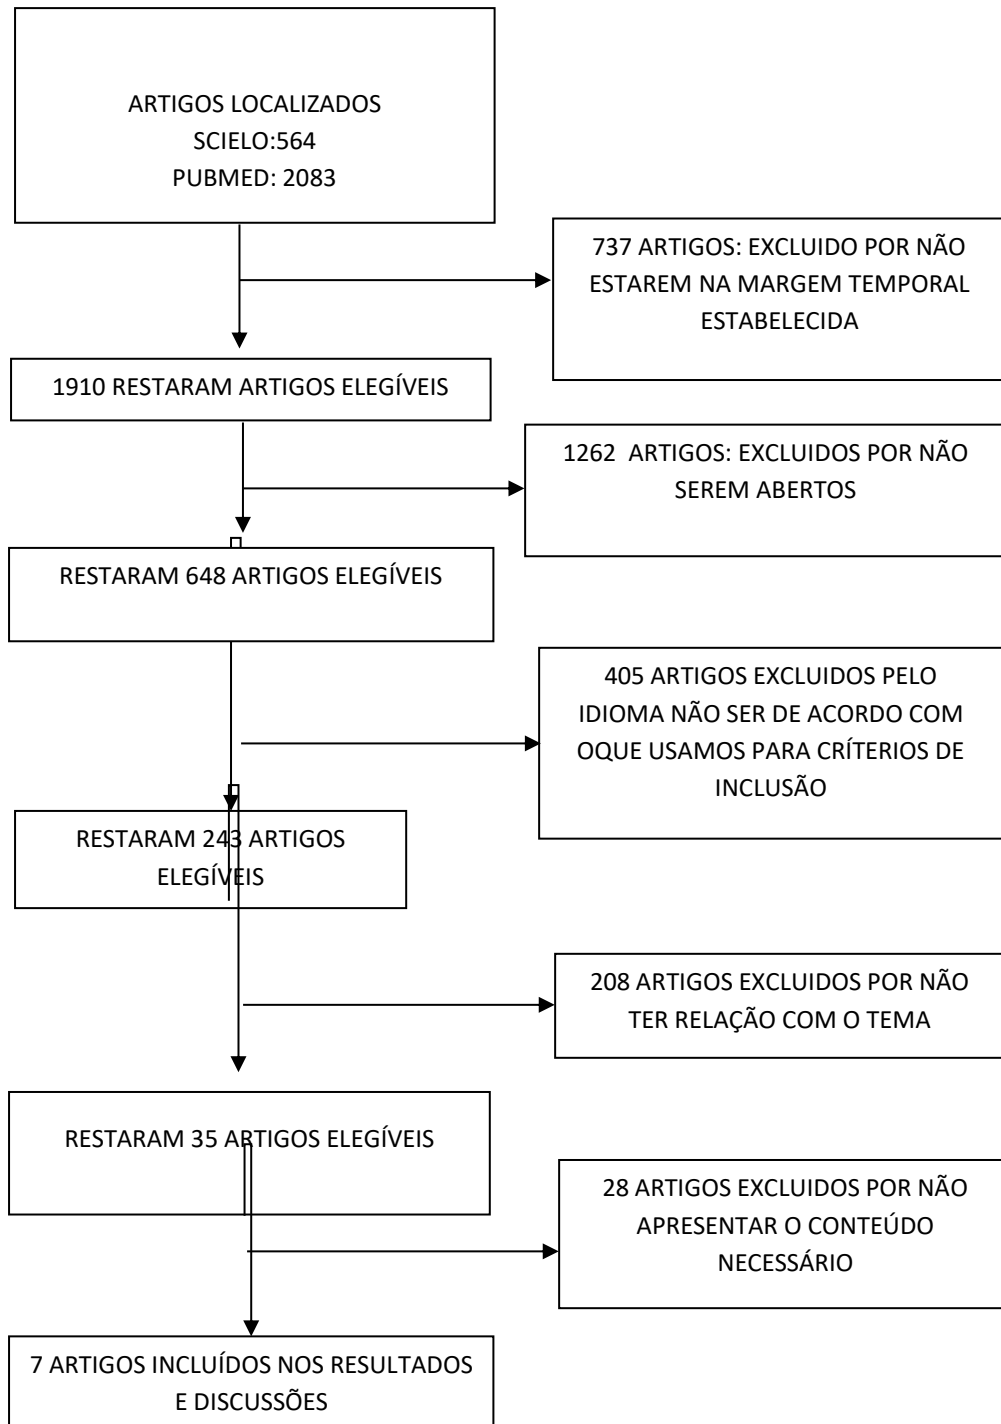 ARTIGOS LOCALIZADOS
SCIELO:564
PUBMED: 2083
737 ARTIGOS: EXCLUIDO POR NÃO
ESTAREM NA MARGEM TEMPORAL
ESTABELECIDA
1910 RESTARAM ARTIGOS ELEGÍVEIS
1262  ARTIGOS: EXCLUIDOS POR NÃO
SEREM ABERTOS
RESTARAM 648 ARTIGOS ELEGÍVEIS
405 ARTIGOS EXCLUIDOS PELO
IDIOMA NÃO SER DE ACORDO COM
OQUE USAMOS PARA CRÍTERIOS DE
INCLUSÃO
RESTARAM 243 ARTIGOS
ELEGÍVEIS
208 ARTIGOS EXCLUIDOS POR NÃO
TER RELAÇÃO COM O TEMA
RESTARAM 35 ARTIGOS ELEGÍVEIS
28 ARTIGOS EXCLUIDOS POR NÃO
APRESENTAR O CONTEÚDO
NECESSÁRIO
7 ARTIGOS INCLUÍDOS NOS RESULTADOS
E DISCUSSÕES